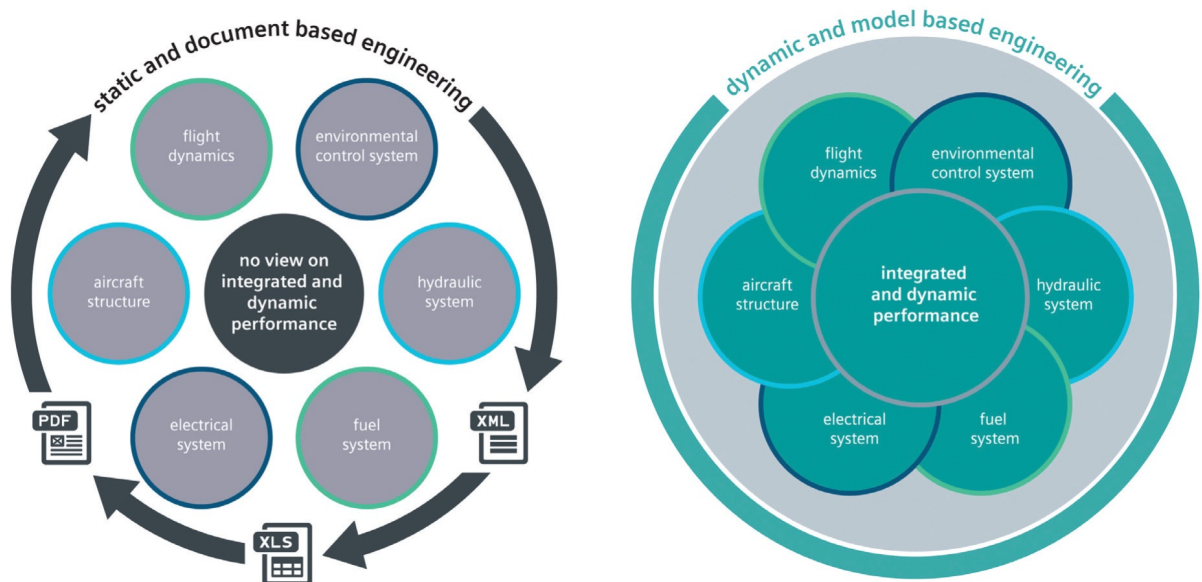 static and document based engineering
flight
dynamics
environmental
control system
aircraft
structure
no view on
integrated and
dynamic
performance
hydraulic
system
electrical
system
fuel
system
PDF
XML
XLS
dynamic and model based engineering
flight
dynamics
environmental
control system
aircraft
structure
integrated
and dynamic
performance
hydraulic
system
electrical
system
fuel
system